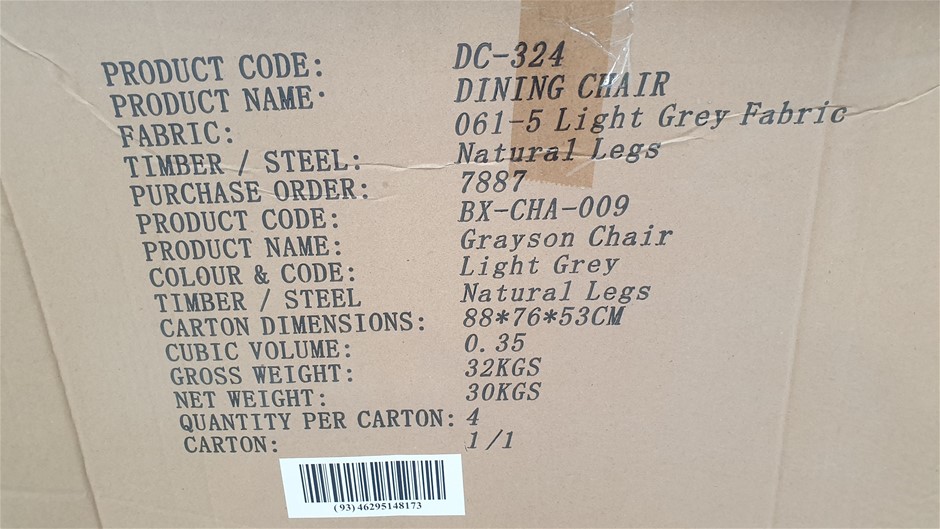 PRODUCT CODE: DC-324
PRODUCT NAME: DINING CHAIR
FABRIC: 061-5 Light Grey Fabric
TIMBER / STEEL: Natural Legs
PURCHASE ORDER: 7887
PRODUCT CODE: BX-CHA-009
PRODUCT NAME: Grayson Chair
COLOUR & CODE: Light Grey
TIMBER / STEEL Natural Legs
CARTON DIMENSIONS: 88*76*53CM
CUBIC VOLUME: 0.35
GROSS WEIGHT: 32KGS
NET WEIGHT: 30KGS
QUANTITY PER CARTON: 4
CARTON: 1/1
(93)46295148173